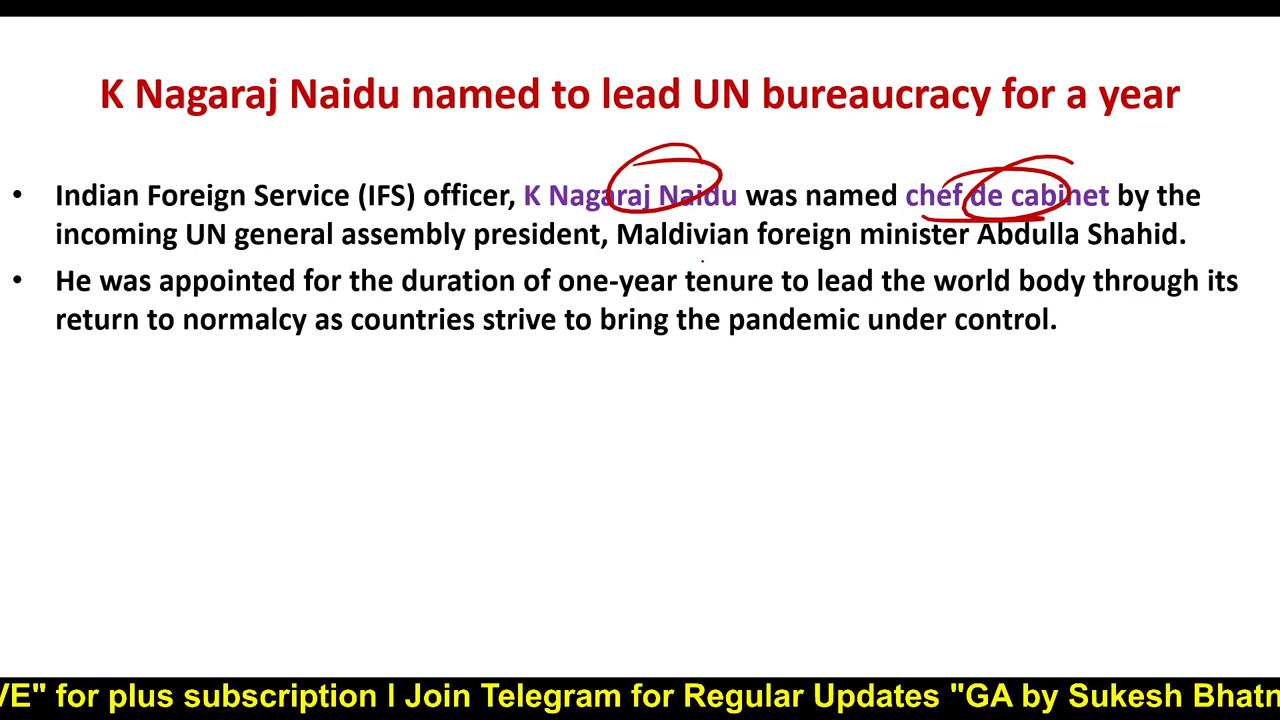 K Nagaraj Naidu named to lead UN bureaucracy for a year
• Indian Foreign Service (IFS) officer, K Nagaraj Naidu was named chef de cabinet by the
incoming UN general assembly president, Maldivian foreign minister Abdulla Shahid.
• He was appointed for the duration of one-year tenure to lead the world body through its
return to normalcy as countries strive to bring the pandemic under control.
VE" for plus subscription l Join Telegram for Regular Updates "GA by Sukesh Bhatn